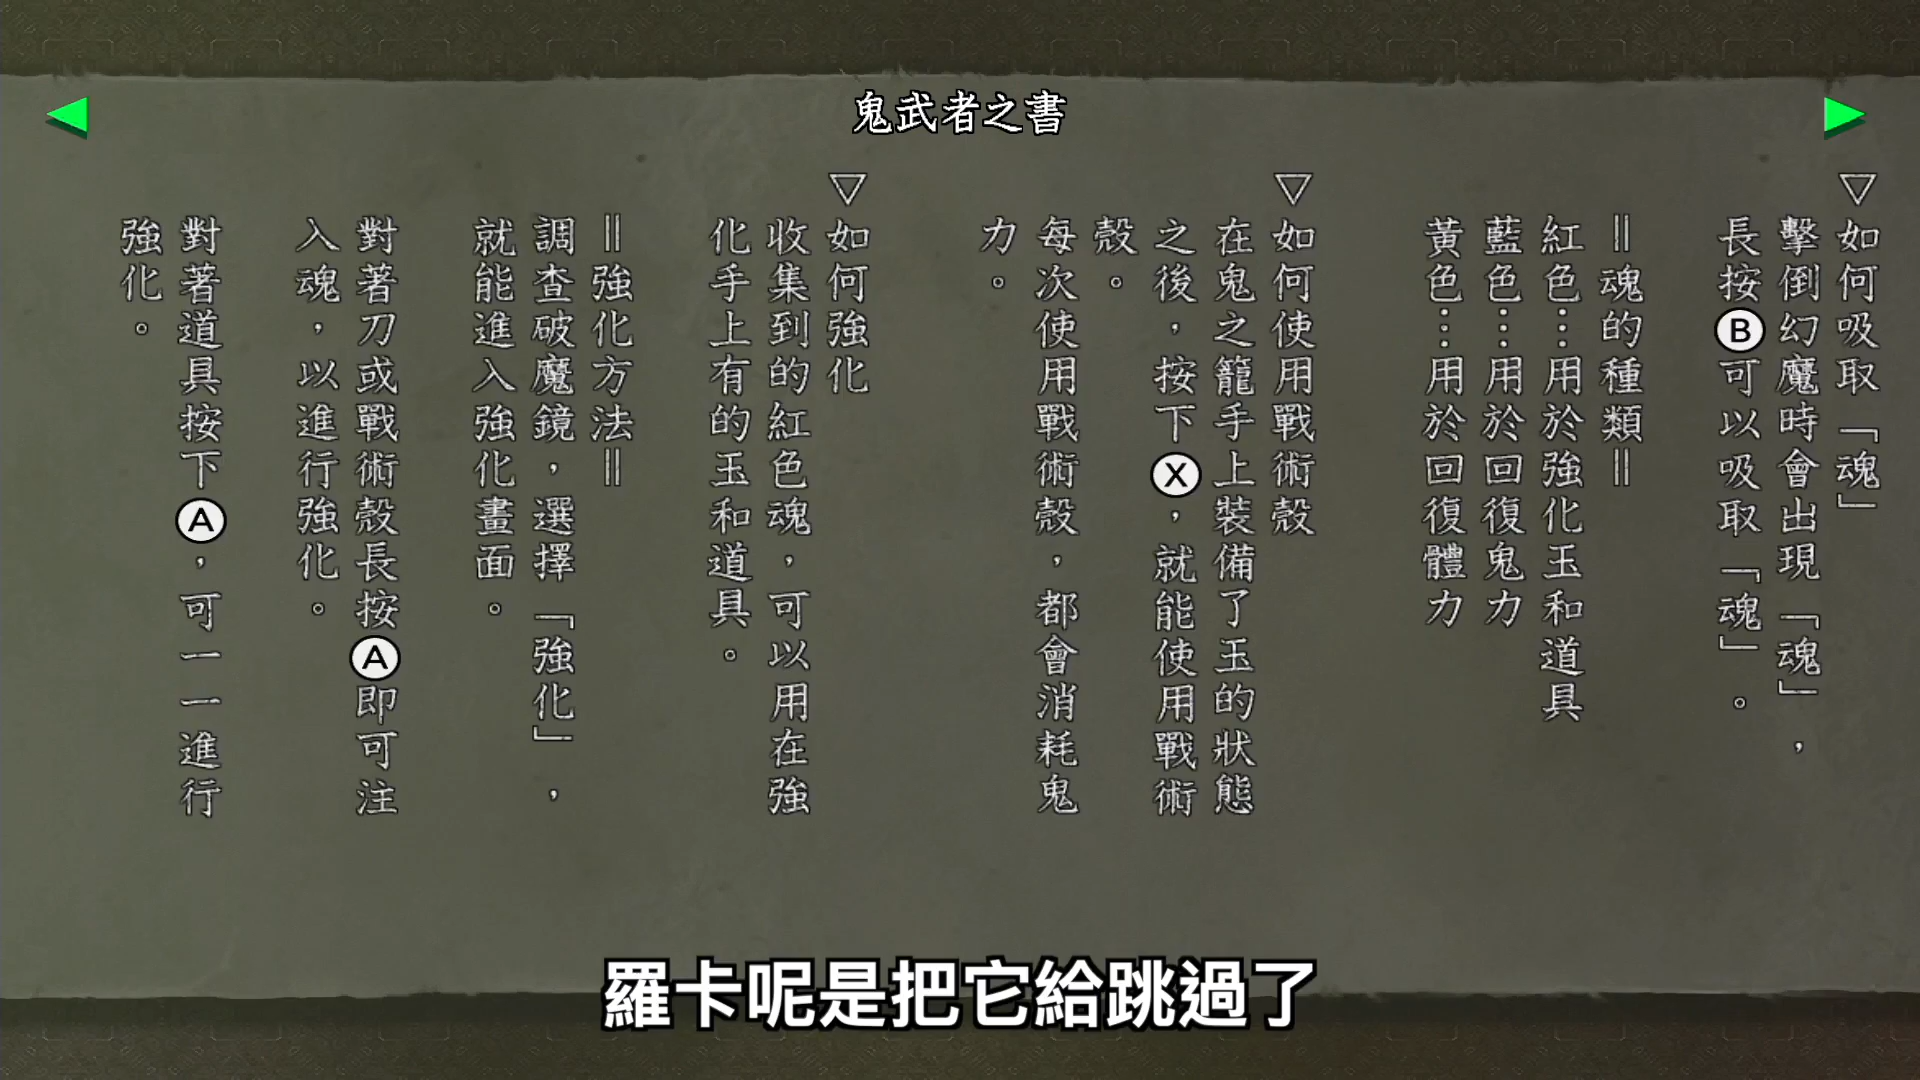 鬼武者之書
▽如何吸取「魂」
擊倒幻魔時會出現「魂」，
長按Ⓑ可以吸取「魂」。
＝魂的種類＝
紅色…用於強化玉和道具
藍色…用於回復鬼力
黃色…用於回復體力
▽如何使用戰術殼
在鬼之籠手上裝備了玉的狀態
之後，按下Ⓧ，就能使用戰術
殼。
每次使用戰術殼，都會消耗鬼
力。
▽如何強化
收集到的紅色魂，可以用在強
化手上有的玉和道具。
＝強化方法＝
調查破魔鏡，選擇「強化」，
就能進入強化畫面。
對著刀或戰術殼長按Ⓐ即可注
入魂，以進行強化。
對著道具按下Ⓐ，可一一進行
強化。
羅卡呢是把它給跳過了